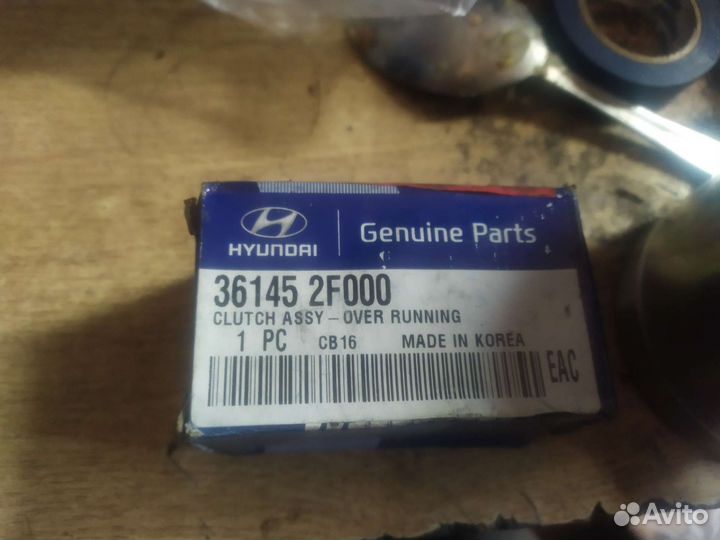 HYUNDAI
Genuine Parts
36145 2F000
CLUTCH ASSY - OVER RUNNING
1 PC CB16 MADE IN KOREA
EAC
Avito